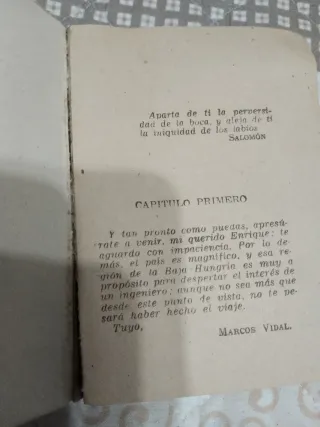 Aparta de ti la perversi-
dad de la boca, y aleja de ti
la iniquidad de los labios
SALOMÓN
CAPITULO PRIMERO
Y tan pronto como puedas, apresú-
rate a venir, mi querido Enrique; te
aguardo con impaciencia. Por lo de-
más, el país es magnífico, y esa re-
gión de la Baja Hungría es muy a
propósito para despertar el interés de
un ingeniero; aunque no sea más que
desde este punto de vista, no te pe-
sará haber hecho el viaje.
Tuyo,
MARCOS VIDAL.